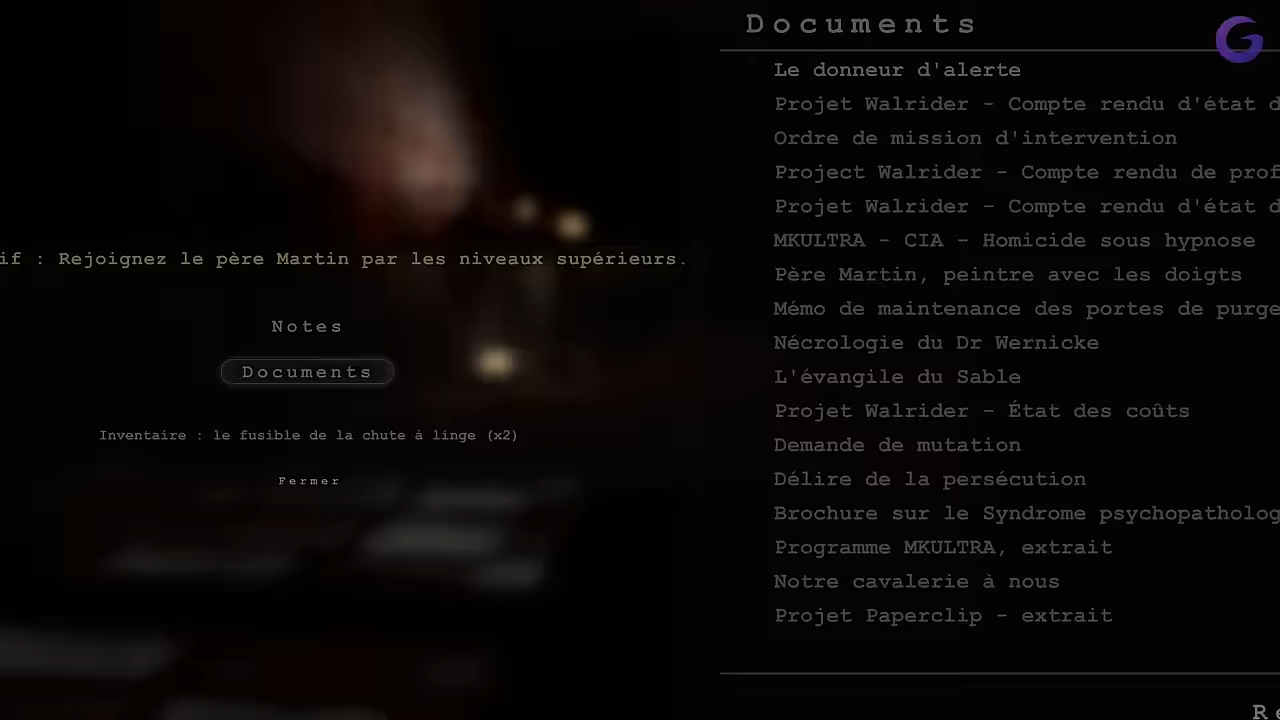 if : Rejoignez le père Martin par les niveaux supérieurs.
Notes
Documents
Inventaire : le fusible de la chute à linge (x2)
Fermer
Documents
Le donneur d'alerte
Projet Walrider - Compte rendu d'état d
Ordre de mission d'intervention
Project Walrider - Compte rendu de prof
Projet Walrider - Compte rendu d'état d
MKULTRA - CIA - Homicide sous hypnose
Père Martin, peintre avec les doigts
Mémo de maintenance des portes de purge
Nécrologie du Dr Wernicke
L'évangile du Sable
Projet Walrider - État des coûts
Demande de mutation
Délire de la persécution
Brochure sur le Syndrome psychopatholog
Programme MKULTRA, extrait
Notre cavalerie à nous
Projet Paperclip - extrait